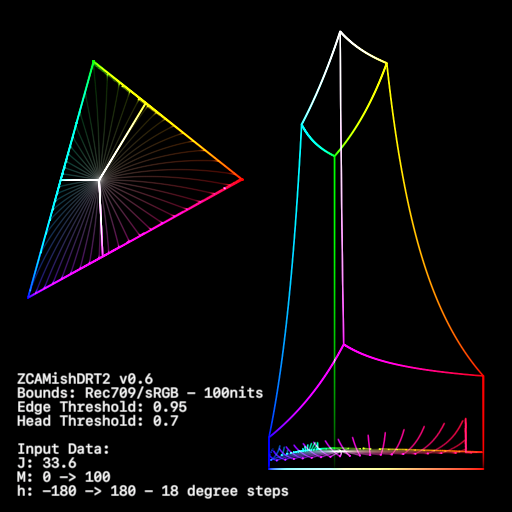 ZCAMishDRT2 v0.6
Bounds: Rec709/sRGB – 100nits
Edge Threshold: 0.95
Head Threshold: 0.7
Input Data:
J: 33.6
M: 0 –> 100
h: –180 –> 180 – 18 degree steps